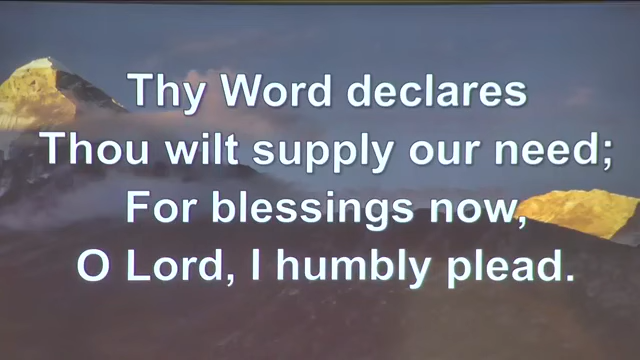 Thy Word declares
Thou wilt supply our need;
For blessings now,
O Lord, I humbly plead.